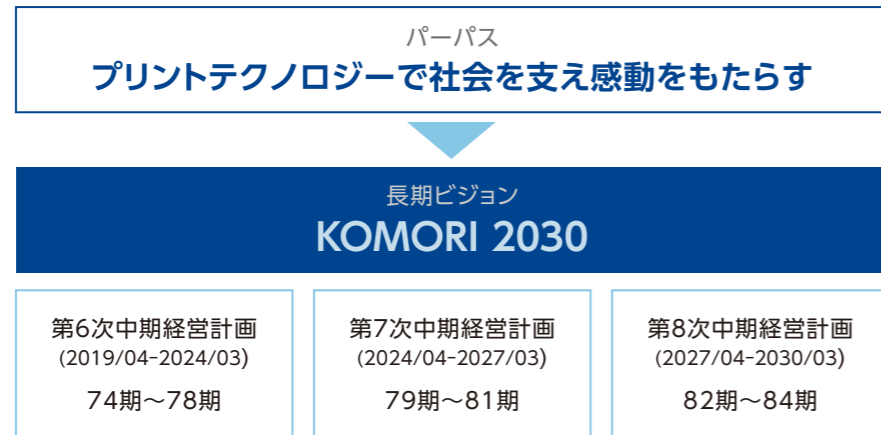 パーパス
プリントテクノロジーで社会を支え感動をもたらす
長期ビジョン
KOMORI 2030
第6次中期経営計画
(2019/04-2024/03)
74期～78期
第7次中期経営計画
(2024/04-2027/03)
79期～81期
第8次中期経営計画
(2027/04-2030/03)
82期～84期